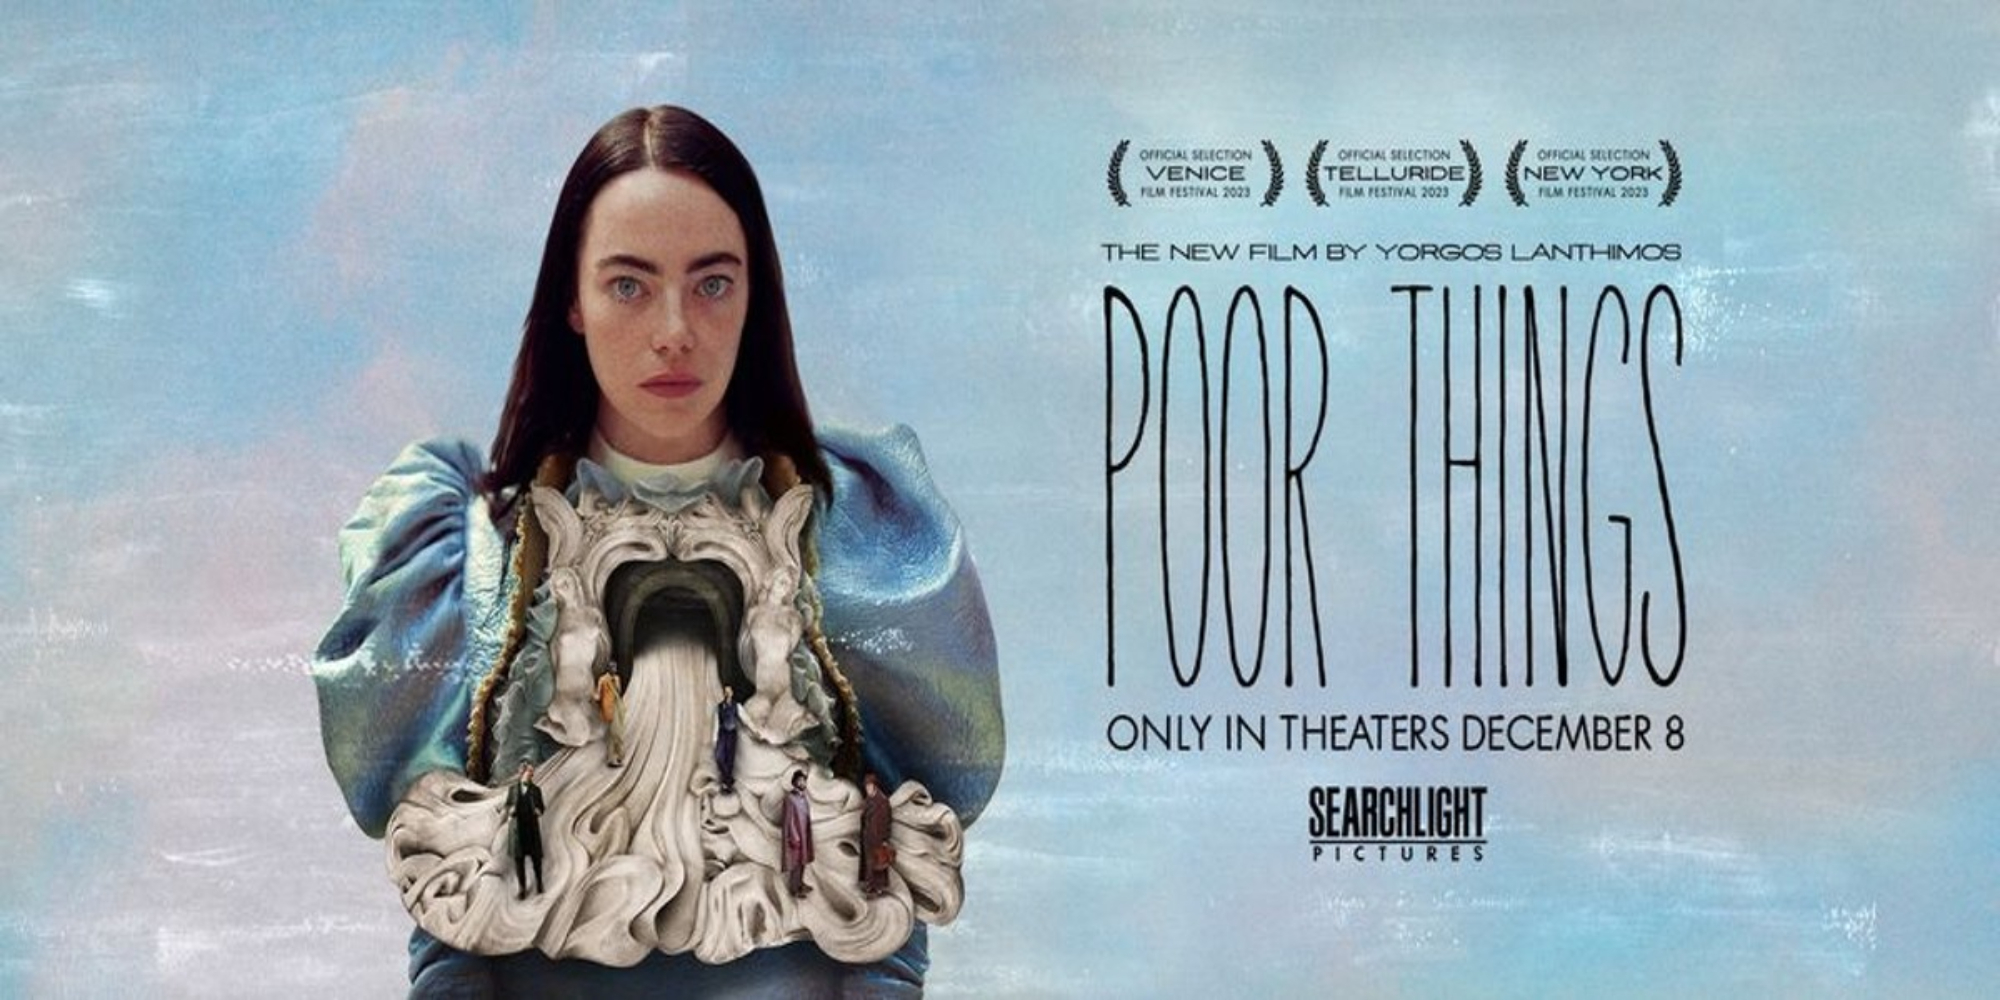 OFFICIAL SELECTION
VENICE
FILM FESTIVAL 2023
OFFICIAL SELECTION
TELLURIDE
FILM FESTIVAL 2023
OFFICIAL SELECTION
NEW YORK
FILM FESTIVAL 2023
THE NEW FILM BY YORGOS LANTHIMOS
POOR THINGS
ONLY IN THEATERS DECEMBER 8
SEARCHLIGHT
PICTURES